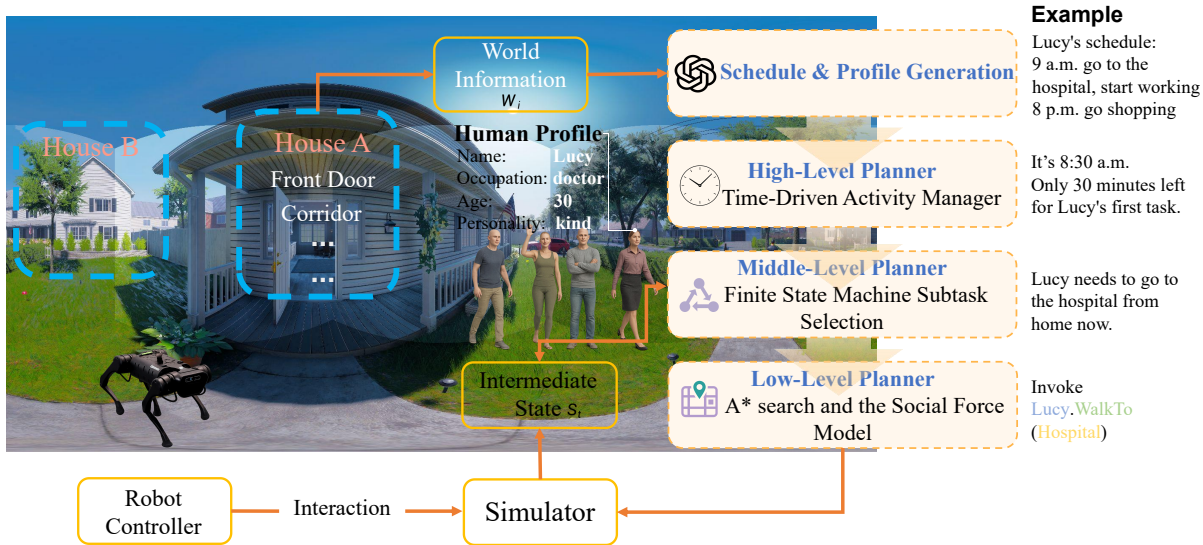 World
Information
W_i
Schedule & Profile Generation
Example
Lucy's schedule:
9 a.m. go to the
hospital, start working
8 p.m. go shopping
House B
House A
Front Door
Corridor
...
...
Human Profile
Name: Lucy
Occupation: doctor
Age: 30
Personality: kind
High-Level Planner
Time-Driven Activity Manager
It's 8:30 a.m.
Only 30 minutes left
for Lucy's first task.
Middle-Level Planner
Finite State Machine Subtask
Selection
Lucy needs to go to
the hospital from
home now.
Intermediate
State S_t
Low-Level Planner
A* search and the Social Force
Model
Invoke
Lucy.WalkTo
(Hospital)
Robot
Controller
Interaction
Simulator